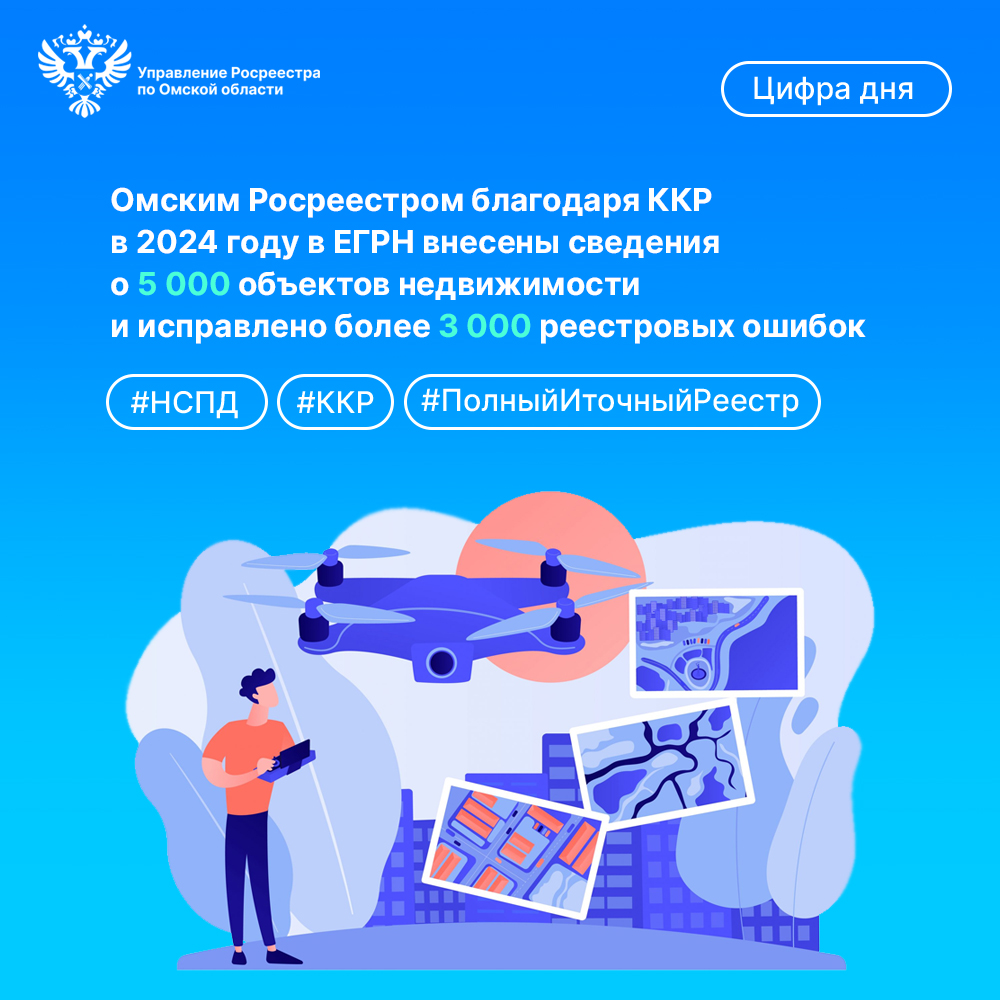 Управление Росреестра
по Омской области
Цифра дня
Омским Росреестром благодаря ККР
в 2024 году в ЕГРН внесены сведения
о 5 000 объектов недвижимости
и исправлено более 3 000 реестровых ошибок
#НСПД #ККР #ПолныйИточныйРеестр